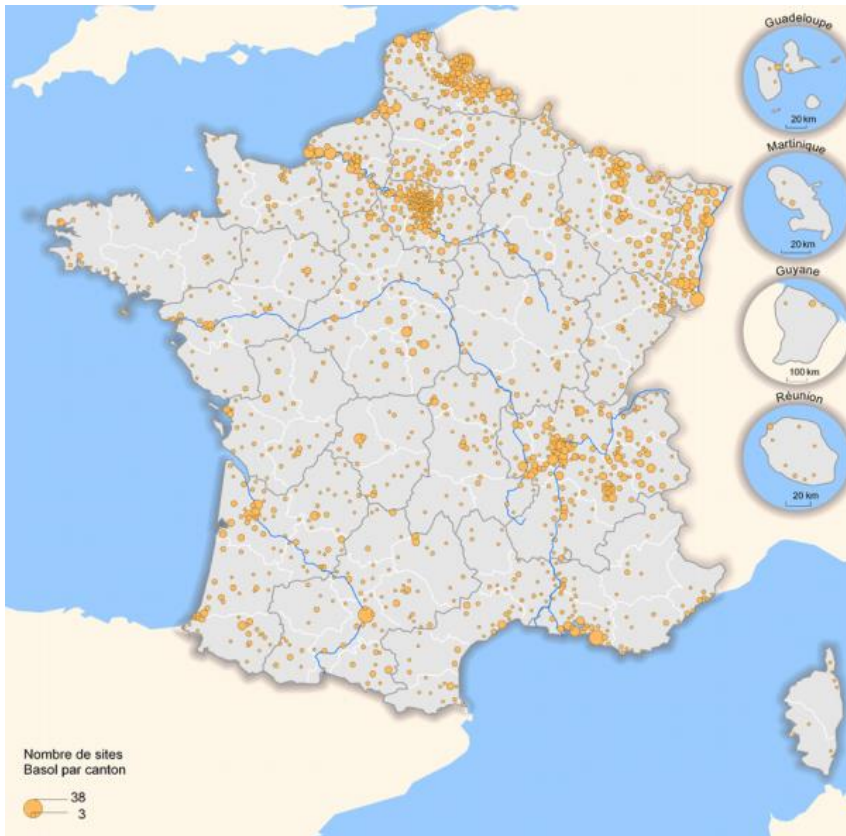 Guadeloupe
20 km
Martinique
20 km
Guyane
100 km
Réunion
20 km
Nombre de sites
Basol par canton
38
3